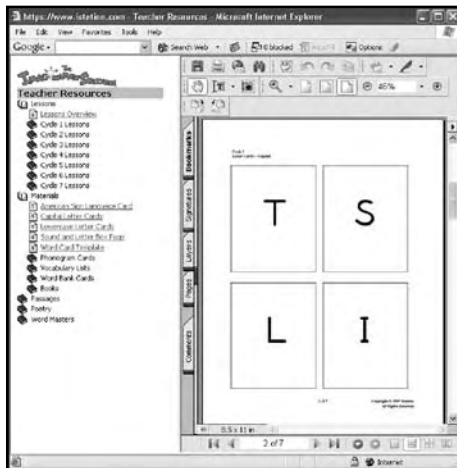 https://www.istation.com - Teacher Resources - Microsoft Internet Explorer
File Edit View Favorites Tools Help
Google - Search Web Options
46%
The
Teacher Resources
Lessons
Lessons Overview
Cycle 1 Lessons
Cycle 2 Lessons
Cycle 3 Lessons
Cycle 4 Lessons
Cycle 5 Lessons
Cycle 6 Lessons
Cycle 7 Lessons
Materials
American Sign Language Card
Capital Letter Cards
Lowercase Letter Cards
Sound and Letter Box Page
Word Card Template
Phonogram Cards
Vocabulary Lists
Word Bank Cards
Books
Passages
Poetry
Word Masters
Bookmarks
Signatures
Layers
Pages
Comments
T S
L I
8.5 x 11 in
2 of 7
Internet